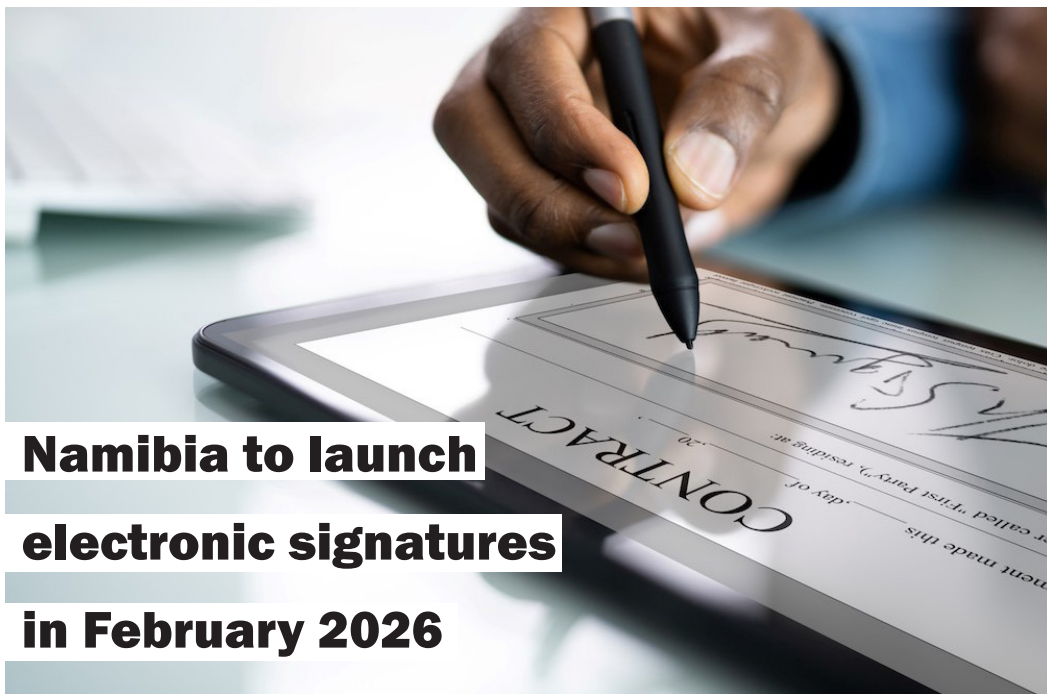 Namibia to launch
electronic signatures
in February 2026
CONTRACT
day of , 20 ,
ment made this
called "First Party"), residing at: